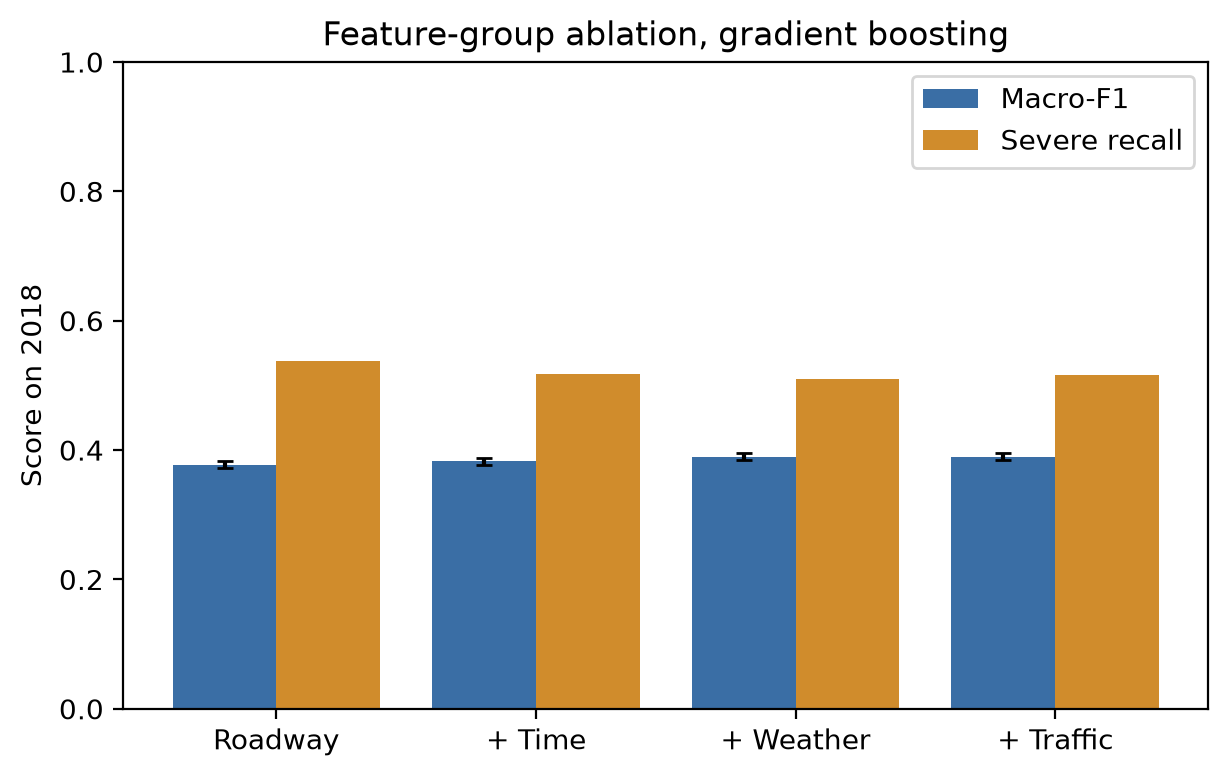 Feature-group ablation, gradient boosting
Macro-F1
Severe recall
Score on 2018
1.0
0.8
0.6
0.4
0.2
0.0
Roadway
+ Time
+ Weather
+ Traffic